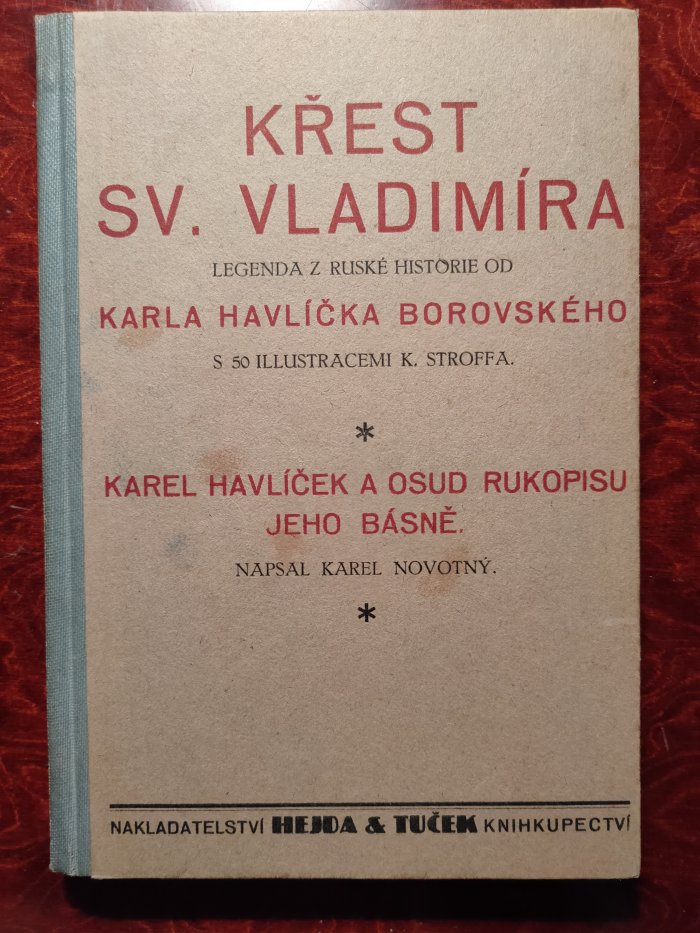 KŘEST
SV. VLADIMÍRA
LEGENDA Z RUSKÉ HISTORIE OD
KARLA HAVLÍČKA BOROVSKÉHO
S 50 ILLUSTRACEMI K. STROFFA.
*
KAREL HAVLÍČEK A OSUD RUKOPISU
JEHO BÁSNĚ.
NAPSAL KAREL NOVOTNÝ.
*
NAKLADATELSTVÍ HEJDA & TUČEK KNIHKUPECTVÍ